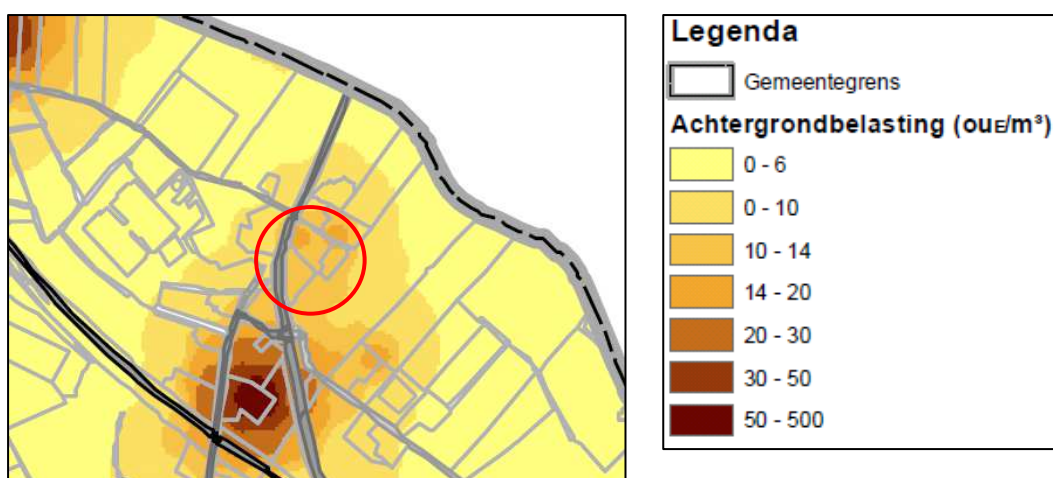 Legenda
Gemeentegrens
Achtergrondbelasting (ouE/m³)
0 - 6
0 - 10
10 - 14
14 - 20
20 - 30
30 - 50
50 - 500